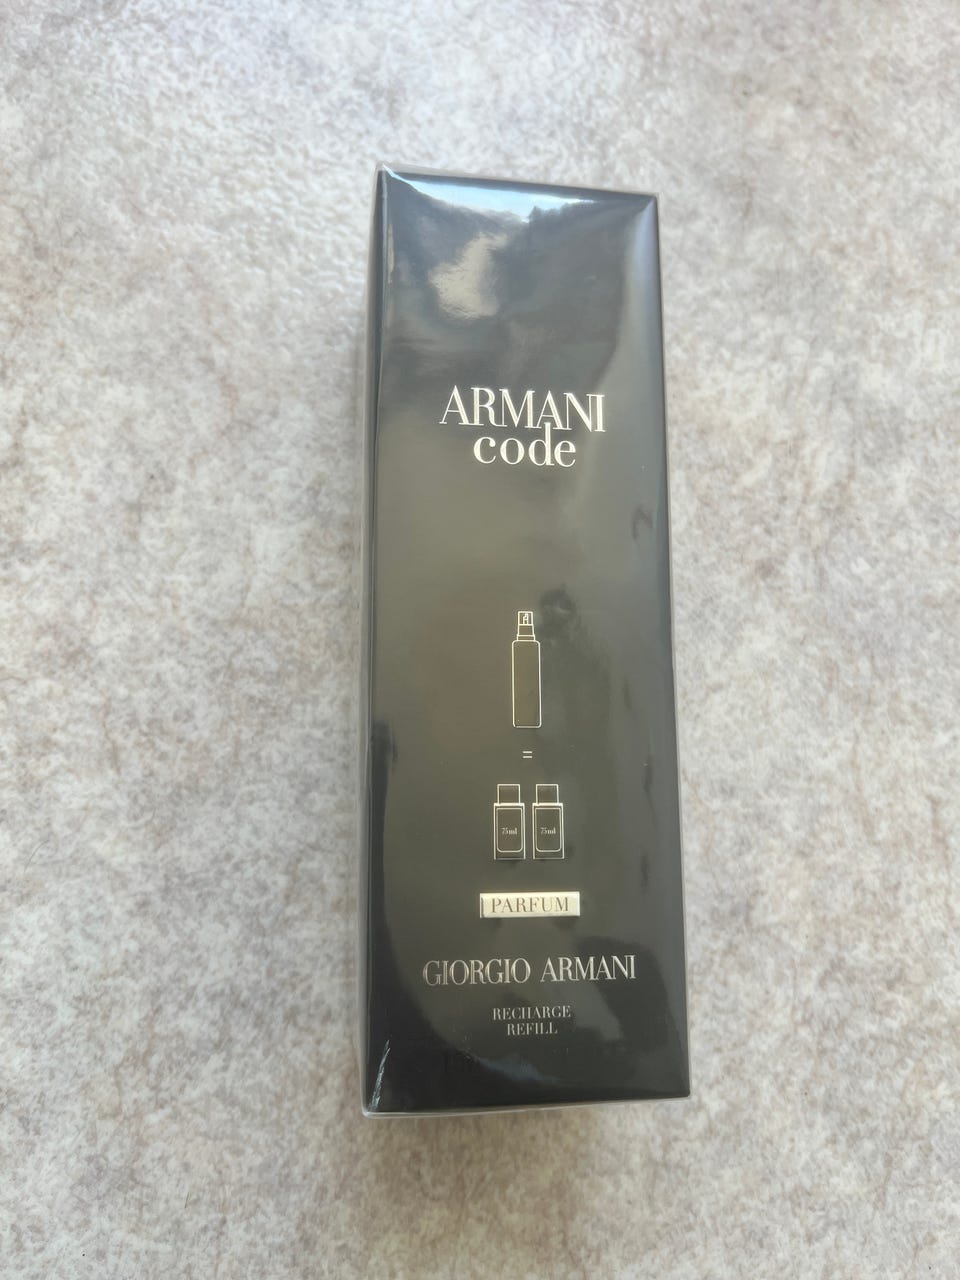 ARMANI
code
=
75ml 75ml
PARFUM
GIORGIO ARMANI
RECHARGE
REFILL